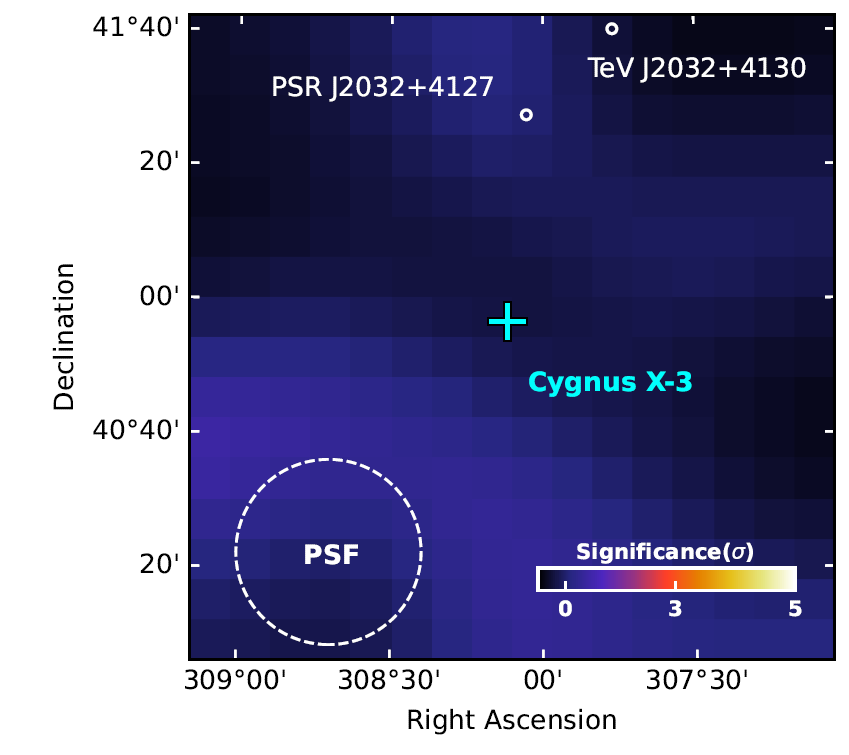 41°40'
TeV J2032+4130
PSR J2032+4127
20'
00'
Declination
Cygnus X-3
40°40'
PSF
Significance(σ)
20'
0 3 5
309°00' 308°30' 00' 307°30'
Right Ascension